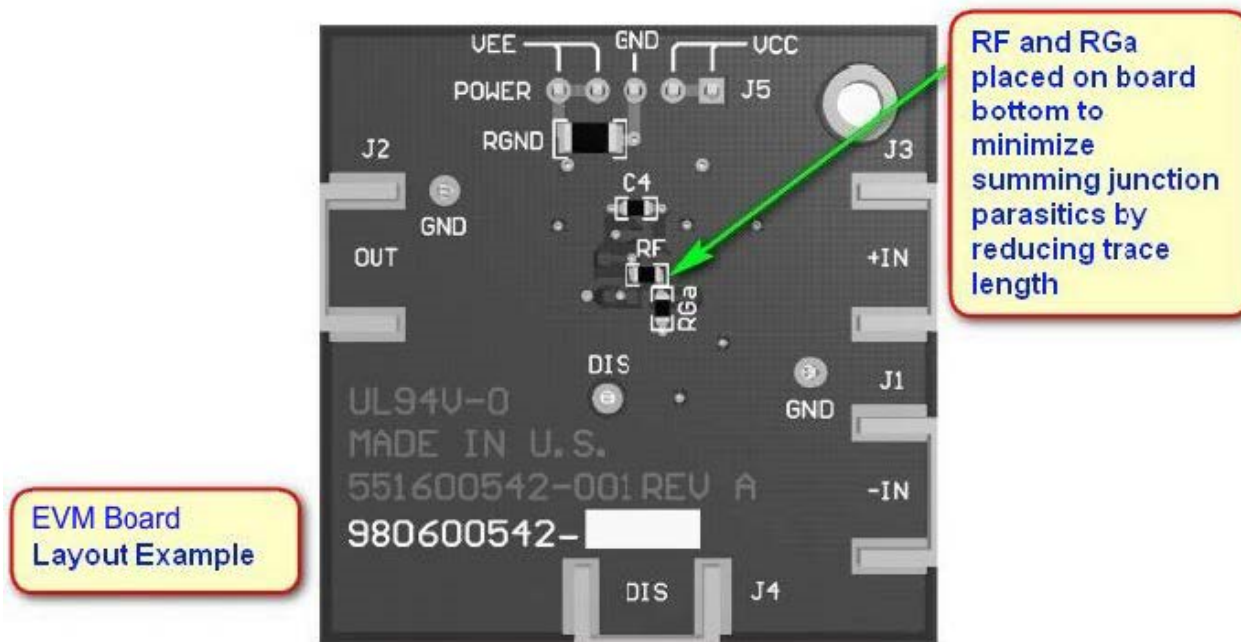 VEE
GND
VCC
POWER
J5
RGND
J2
J3
C4
GND
OUT
RF
+IN
RGa
DIS
J1
GND
UL94V-0
MADE IN U.S.
551600542-001 REV A
-IN
980600542-
DIS
J4
RF and RGa
placed on board
bottom to
minimize
summing junction
parasitics by
reducing trace
length
EVM Board
Layout Example